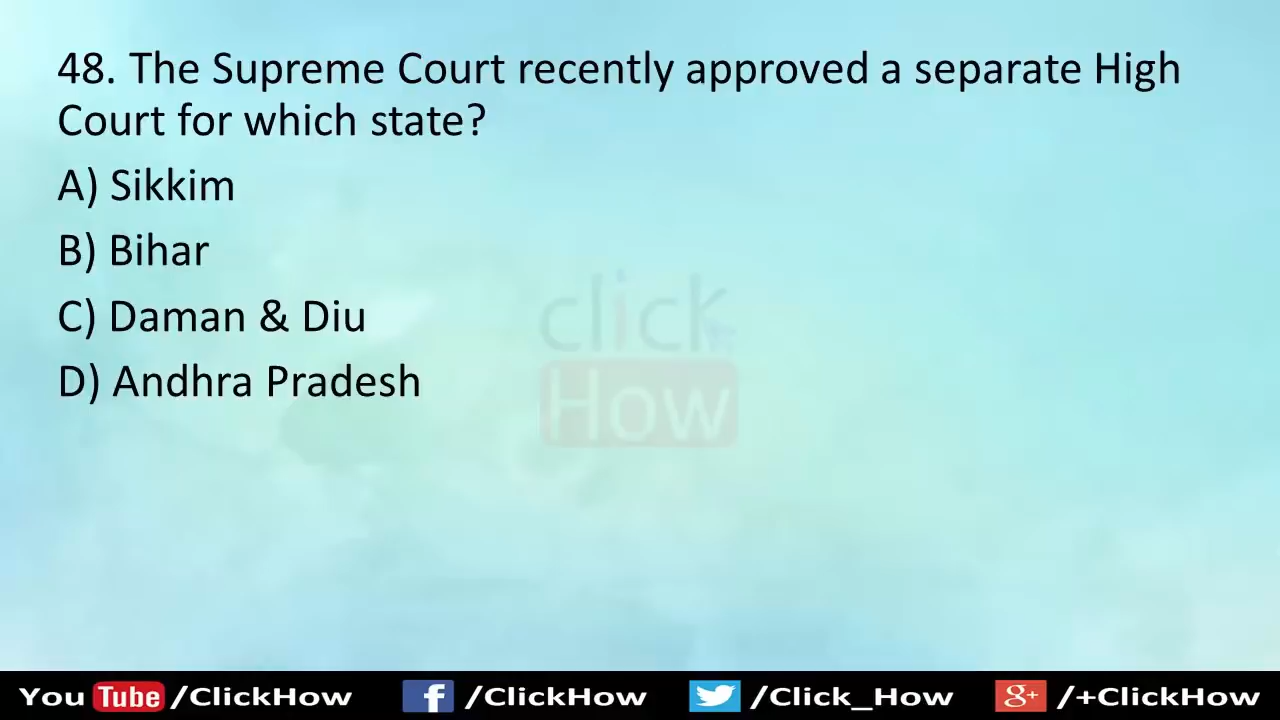 48. The Supreme Court recently approved a separate High
Court for which state?
A) Sikkim
B) Bihar
C) Daman & Diu
D) Andhra Pradesh
click
How
You Tube /ClickHow f /ClickHow /Click_How g+ /+ClickHow